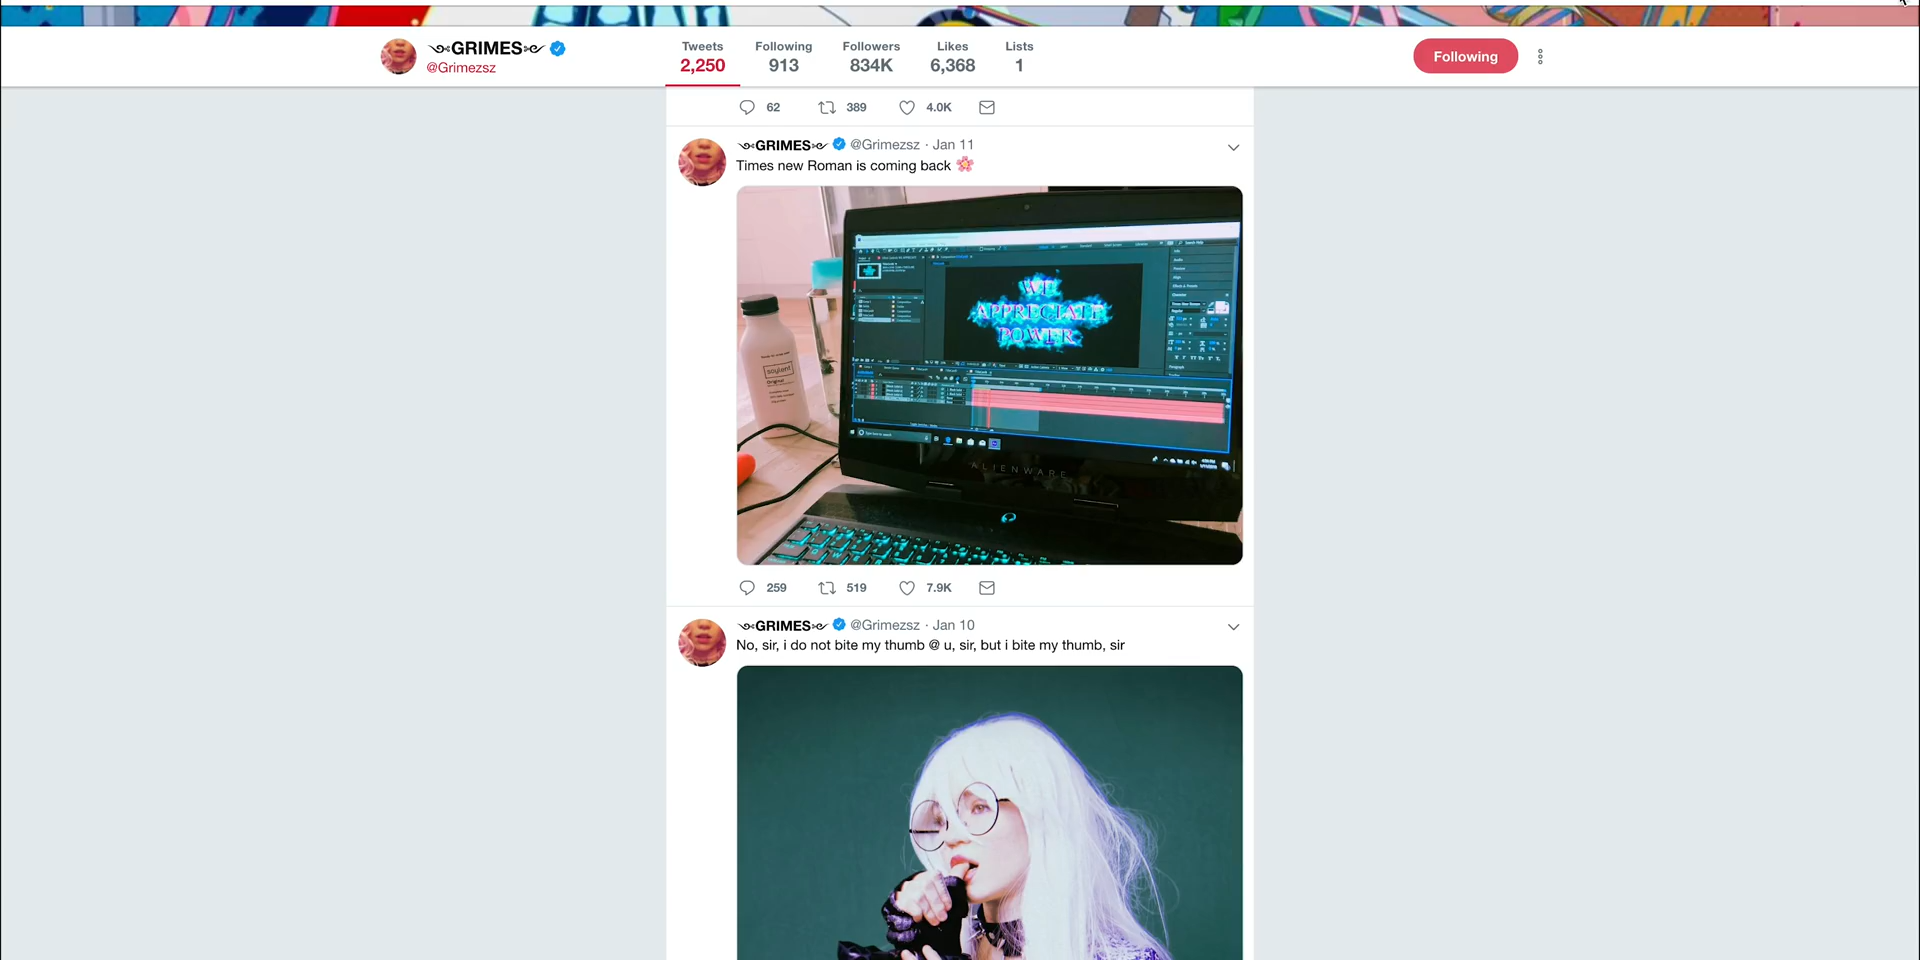 GRIMES
@Grimezsz
Tweets
2,250
Following
913
Followers
834K
Likes
6,368
Lists
1
Following
62
389
4.0K
GRIMES @Grimezsz · Jan 11
Times new Roman is coming back
WE
APPRECIATE
POWER
soylent
Original
ALIENWARE
259
519
7.9K
GRIMES @Grimezsz · Jan 10
No, sir, i do not bite my thumb @ u, sir, but i bite my thumb, sir